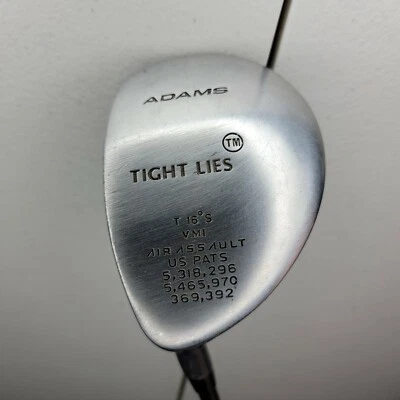 ADAMS
TIGHT LIES TM
T 16° S
VMI
AIR ASSAULT
US PATS
5,318,296
5,465,970
369,392